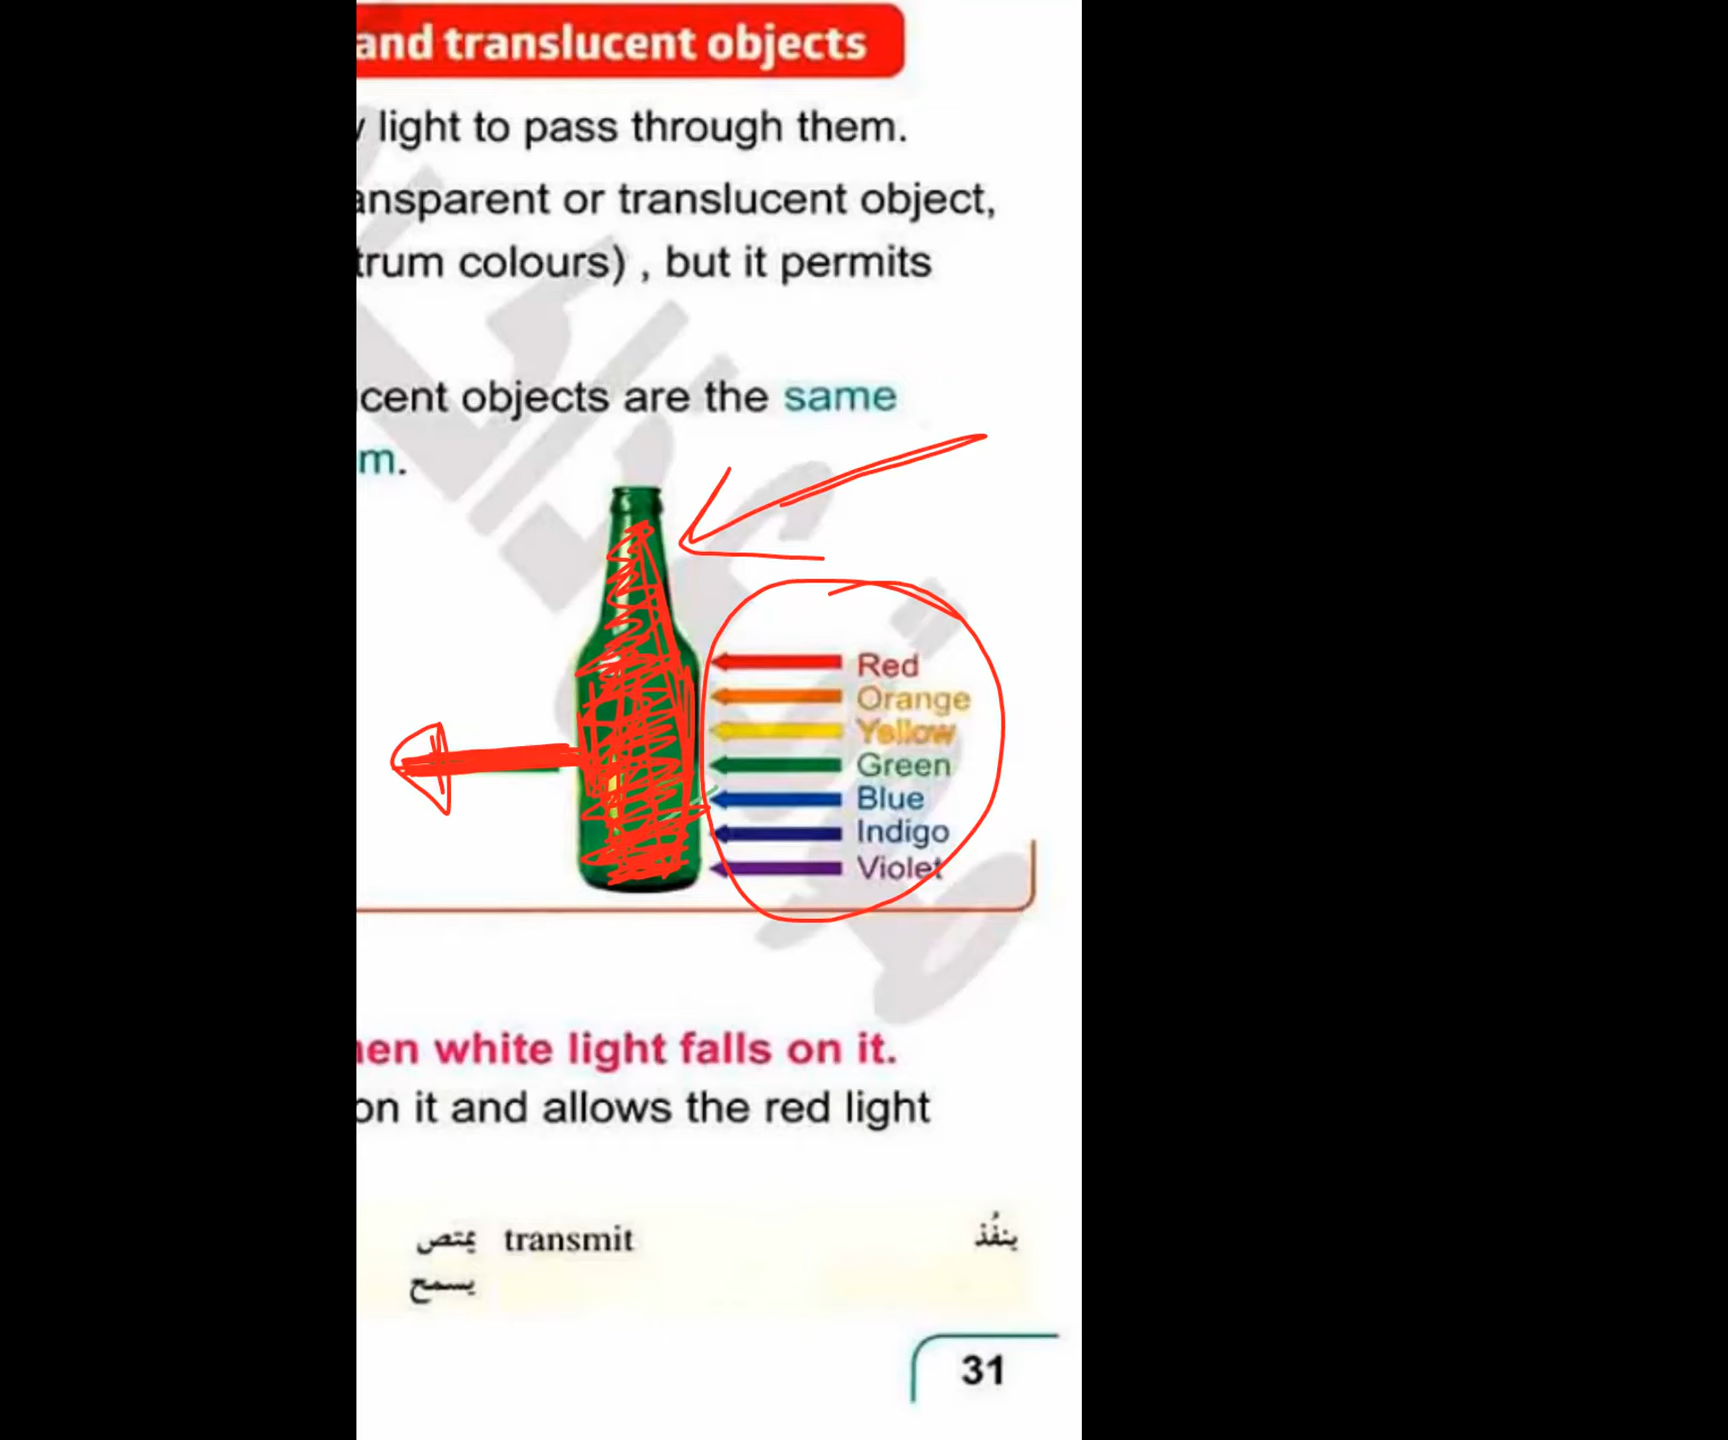 and translucent objects
light to pass through them.
ansparent or translucent object,
trum colours) , but it permits
cent objects are the same
m.
Red
Orange
Yellow
Green
Blue
Indigo
Violet
en white light falls on it.
on it and allows the red light
يمتص transmit ينفُذ
يسمح
31